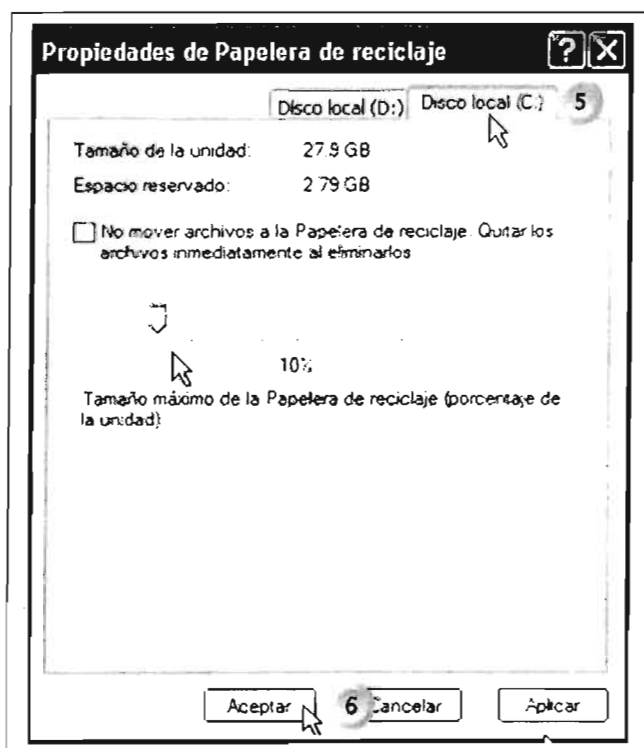 Propiedades de Papelera de reciclaje
Disco local (D:) Disco local (C:) 5
Tamaño de la unidad: 27.9 GB
Espacio reservado: 2.79 GB
No mover archivos a la Papelera de reciclaje. Quitar los
archivos inmediatamente al eliminarlos
10%
Tamaño máximo de la Papelera de reciclaje (porcentaje de
la unidad)
Aceptar 6 Cancelar Aplicar